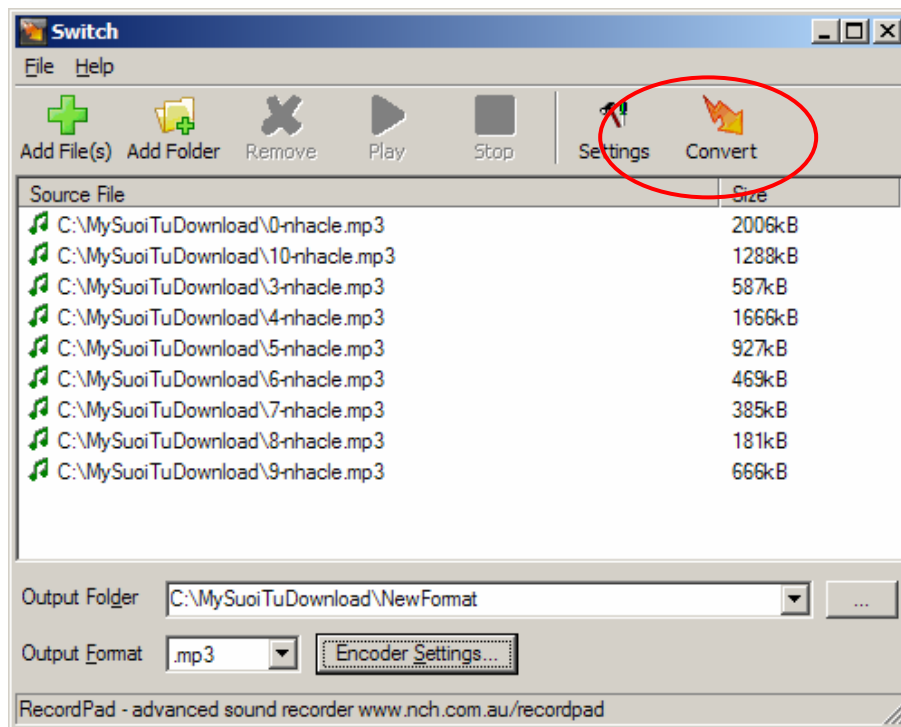 Switch
File Help
Add File(s) Add Folder Remove Play Stop Settings Convert
Source File Size
C:\MySuoiTuDownload\0-nhacle.mp3 2006kB
C:\MySuoiTuDownload\10-nhacle.mp3 1288kB
C:\MySuoiTuDownload\3-nhacle.mp3 587kB
C:\MySuoiTuDownload\4-nhacle.mp3 1666kB
C:\MySuoiTuDownload\5-nhacle.mp3 927kB
C:\MySuoiTuDownload\6-nhacle.mp3 469kB
C:\MySuoiTuDownload\7-nhacle.mp3 385kB
C:\MySuoiTuDownload\8-nhacle.mp3 181kB
C:\MySuoiTuDownload\9-nhacle.mp3 666kB
Output Folder C:\MySuoiTuDownload\NewFormat ...
Output Format .mp3 Encoder Settings...
RecordPad - advanced sound recorder www.nch.com.au/recordpad